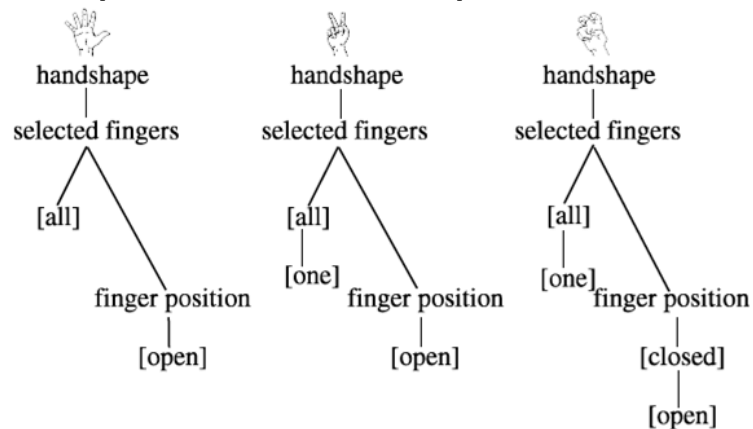 handshape handshape handshape
selected fingers selected fingers selected fingers
[all] [all] [all]
[one] [one]
finger position finger position finger position
[open] [open] [closed]
[open]